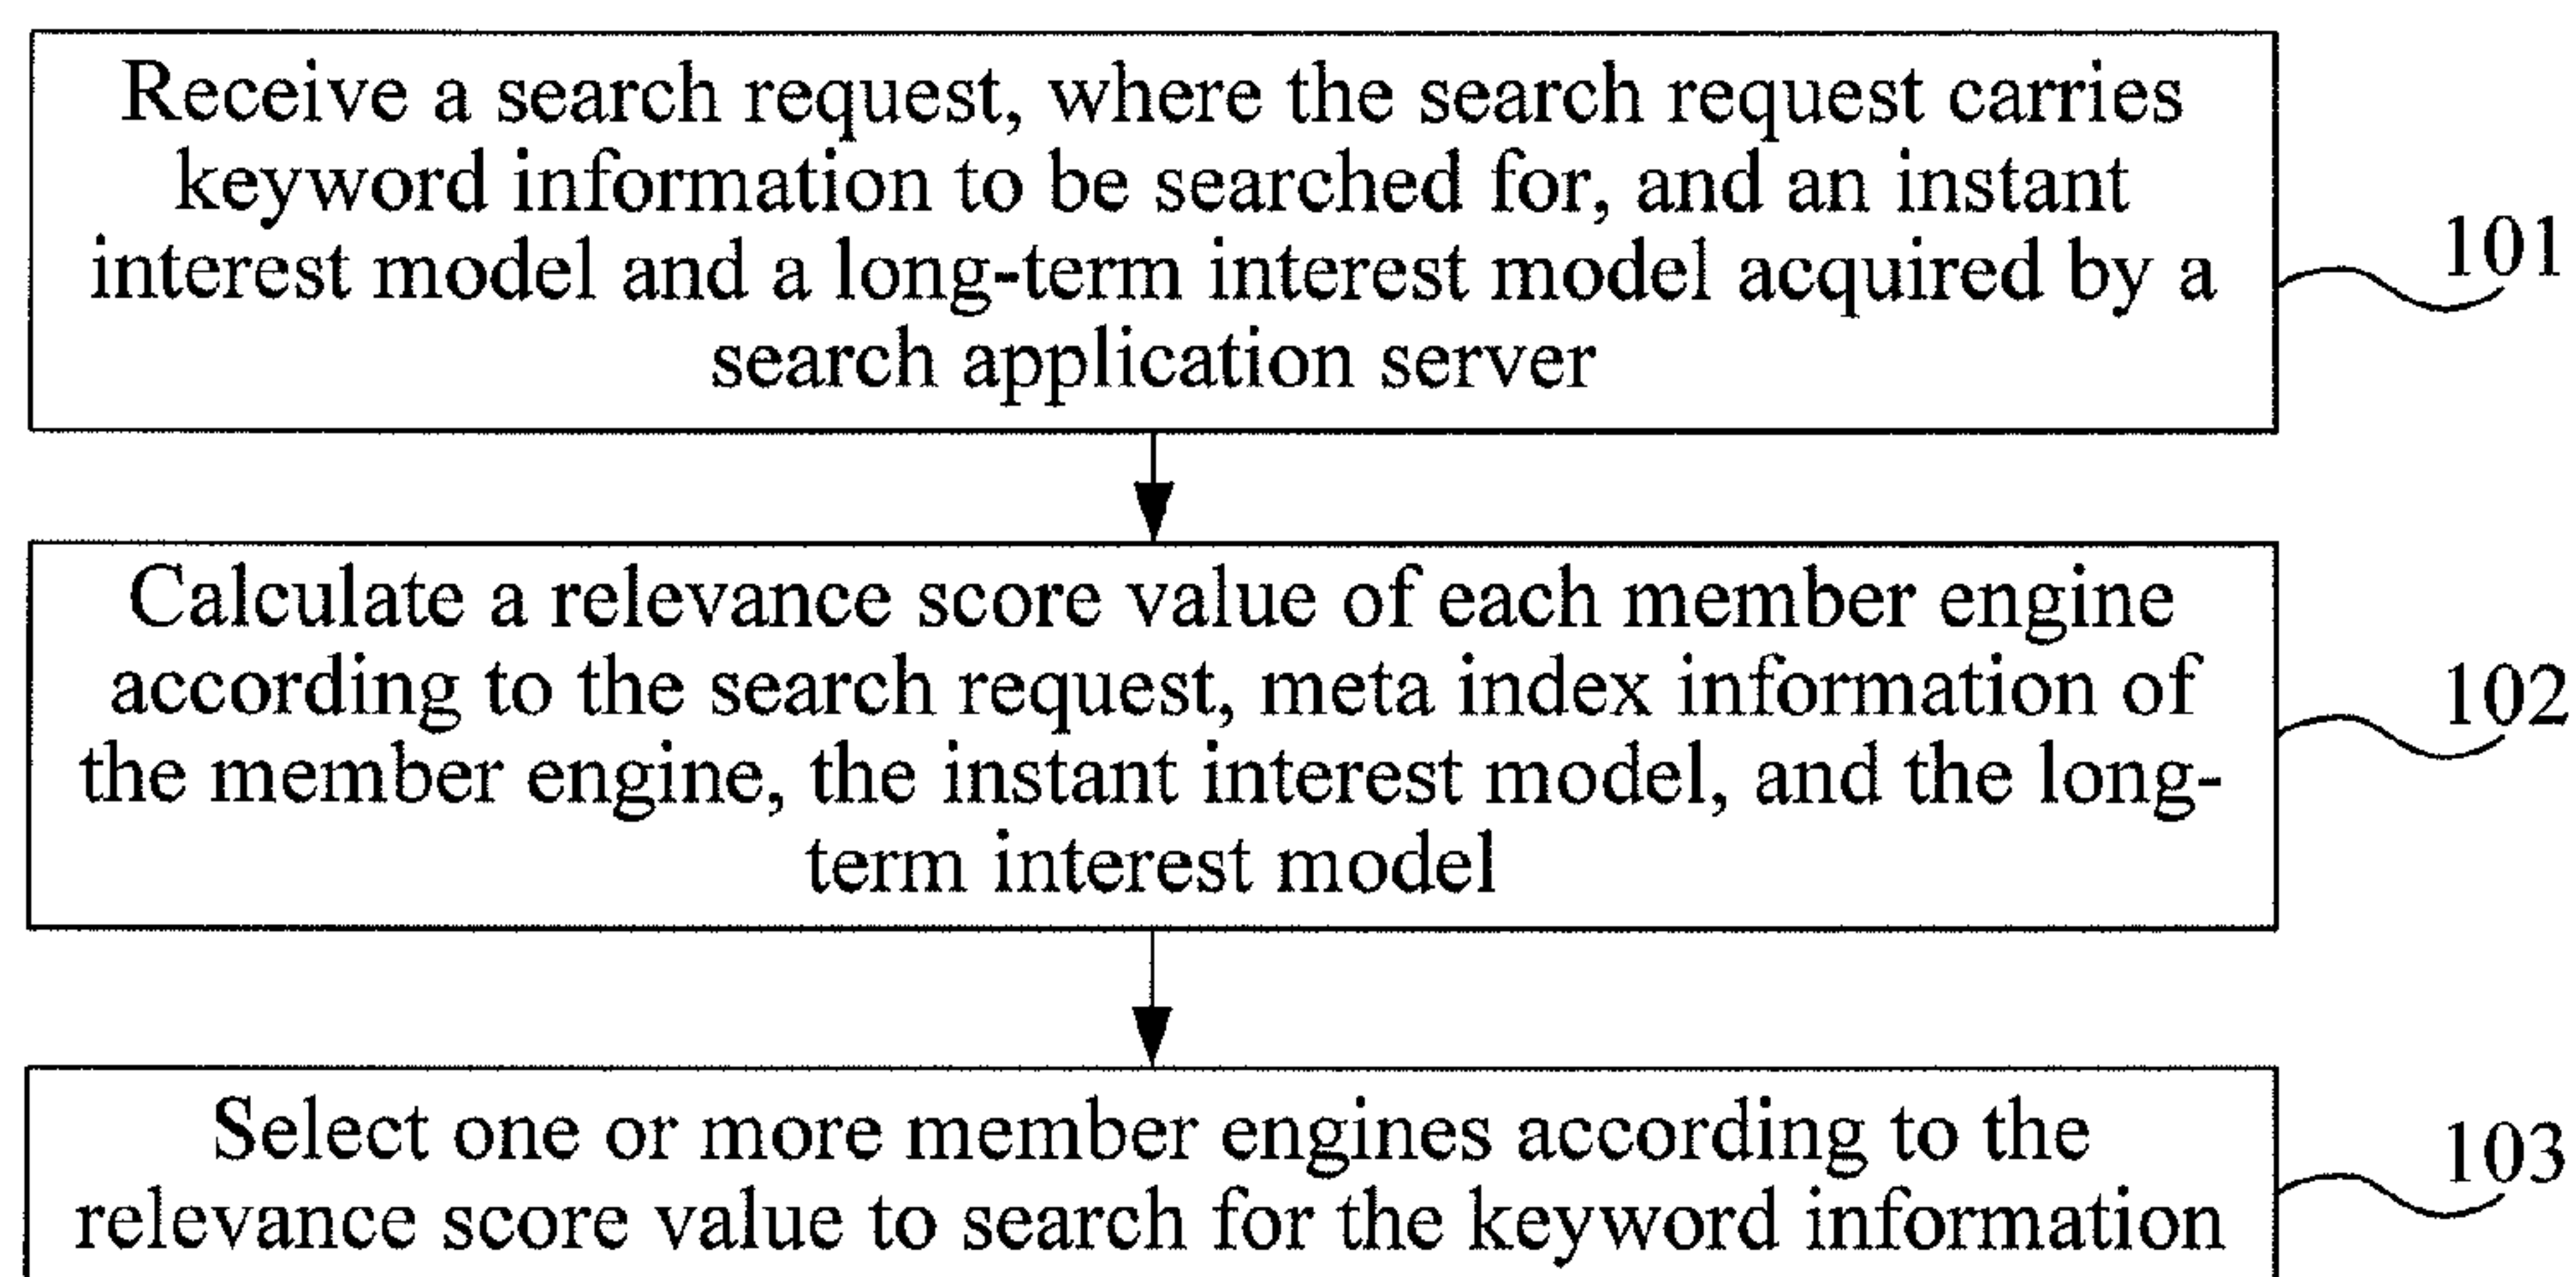 Receive a search request, where the search request carries
keyword information to be searched for, and an instant
interest model and a long-term interest model acquired by a
search application server
101
Calculate a relevance score value of each member engine
according to the search request, meta index information of
the member engine, the instant interest model, and the long-
term interest model
102
Select one or more member engines according to the
relevance score value to search for the keyword information
103